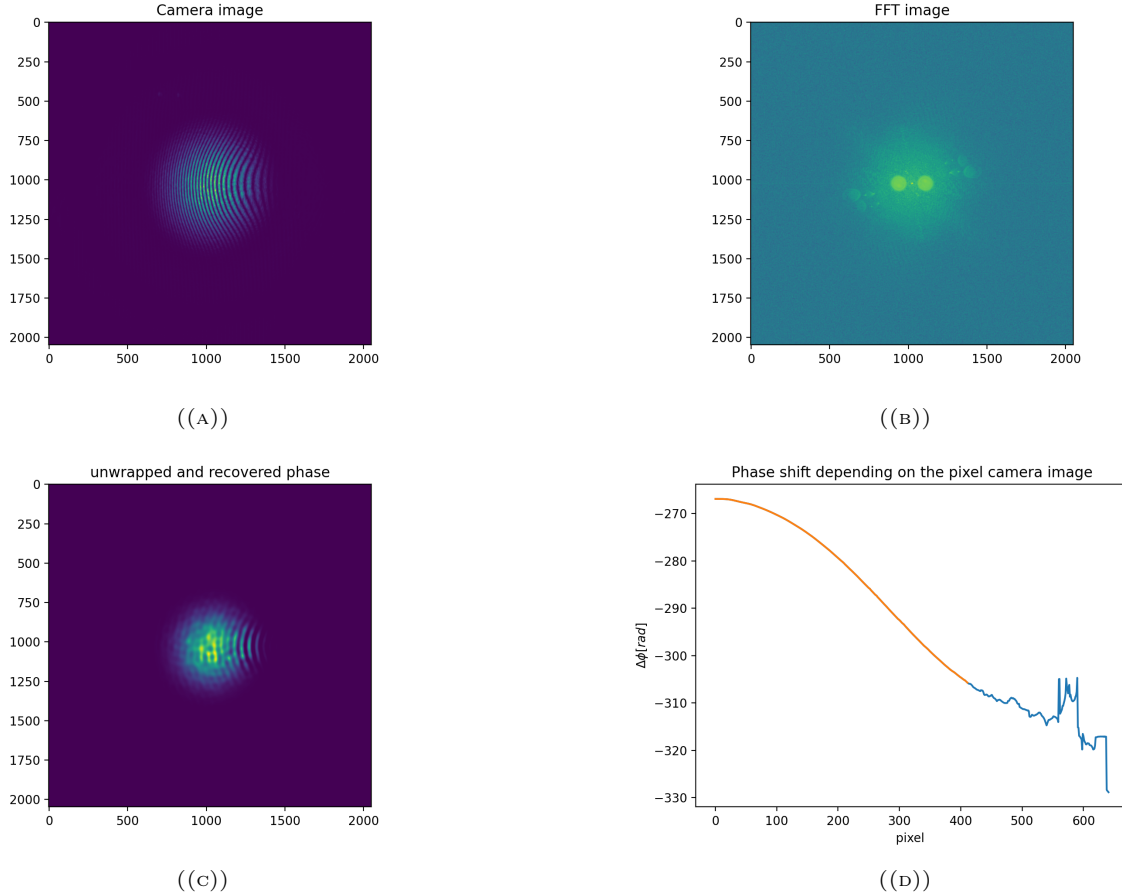 Camera image
0
250
500
750
1000
1250
1500
1750
2000
0 500 1000 1500 2000
((A))
FFT image
0
250
500
750
1000
1250
1500
1750
2000
0 500 1000 1500 2000
((B))
unwrapped and recovered phase
0
250
500
750
1000
1250
1500
1750
2000
0 500 1000 1500 2000
((C))
Phase shift depending on the pixel camera image
Δϕ[rad]
−270
−280
−290
−300
−310
−320
−330
0 100 200 300 400 500 600
pixel
((D))